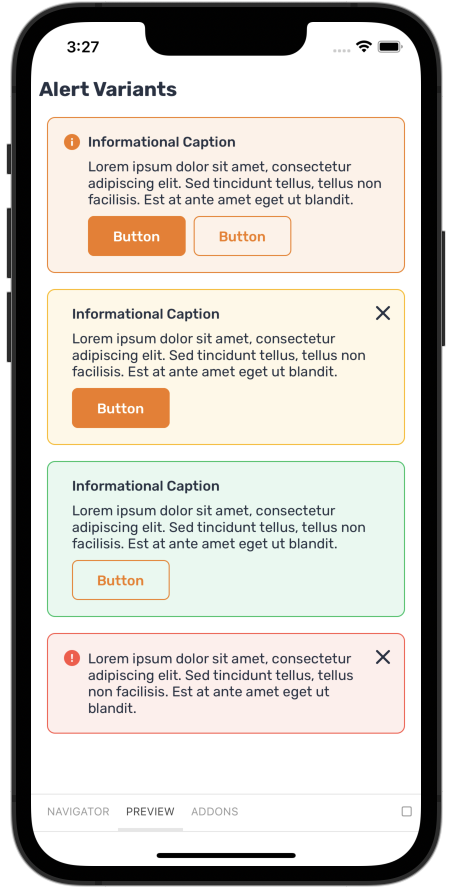 3:27
Alert Variants
Informational Caption
Lorem ipsum dolor sit amet, consectetur
adipiscing elit. Sed tincidunt tellus, tellus non
facilisis. Est at ante amet eget ut blandit.
Button Button
Informational Caption
Lorem ipsum dolor sit amet, consectetur
adipiscing elit. Sed tincidunt tellus, tellus non
facilisis. Est at ante amet eget ut blandit.
Button
Informational Caption
Lorem ipsum dolor sit amet, consectetur
adipiscing elit. Sed tincidunt tellus, tellus non
facilisis. Est at ante amet eget ut blandit.
Button
Lorem ipsum dolor sit amet, consectetur
adipiscing elit. Sed tincidunt tellus, tellus
non facilisis. Est at ante amet eget ut
blandit.
NAVIGATOR PREVIEW ADDONS